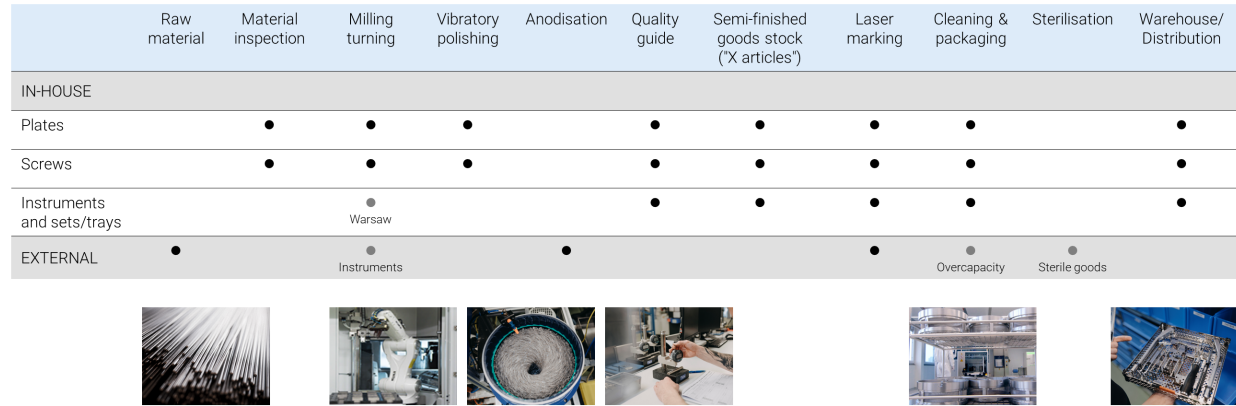 Raw
material
Material
inspection
Milling
turning
Vibratory
polishing
Anodisation
Quality
guide
Semi-finished
goods stock
("X articles")
Laser
marking
Cleaning &
packaging
Sterilisation
Warehouse/
Distribution
IN-HOUSE
Plates
Screws
Instruments
and sets/trays
Warsaw
EXTERNAL
Instruments
Overcapacity
Sterile goods